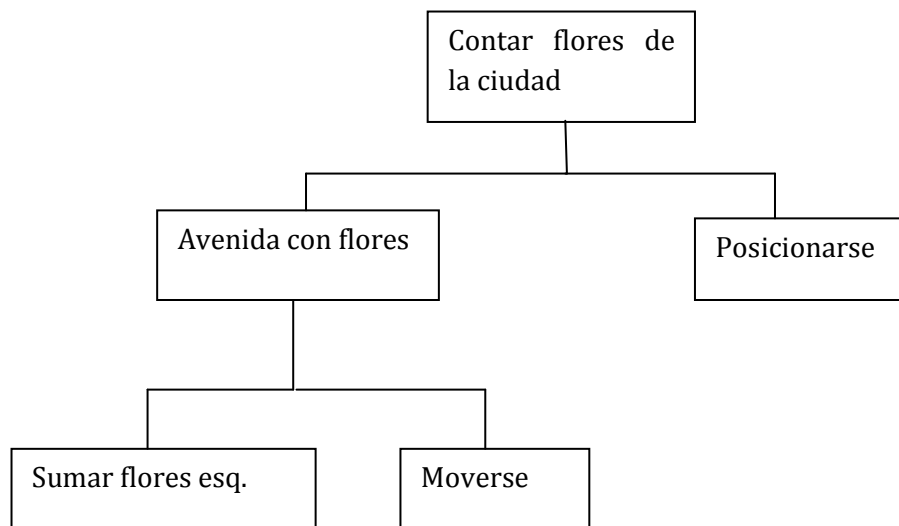 Contar flores de
la ciudad
Avenida con flores
Posicionarse
Sumar flores esq.
Moverse